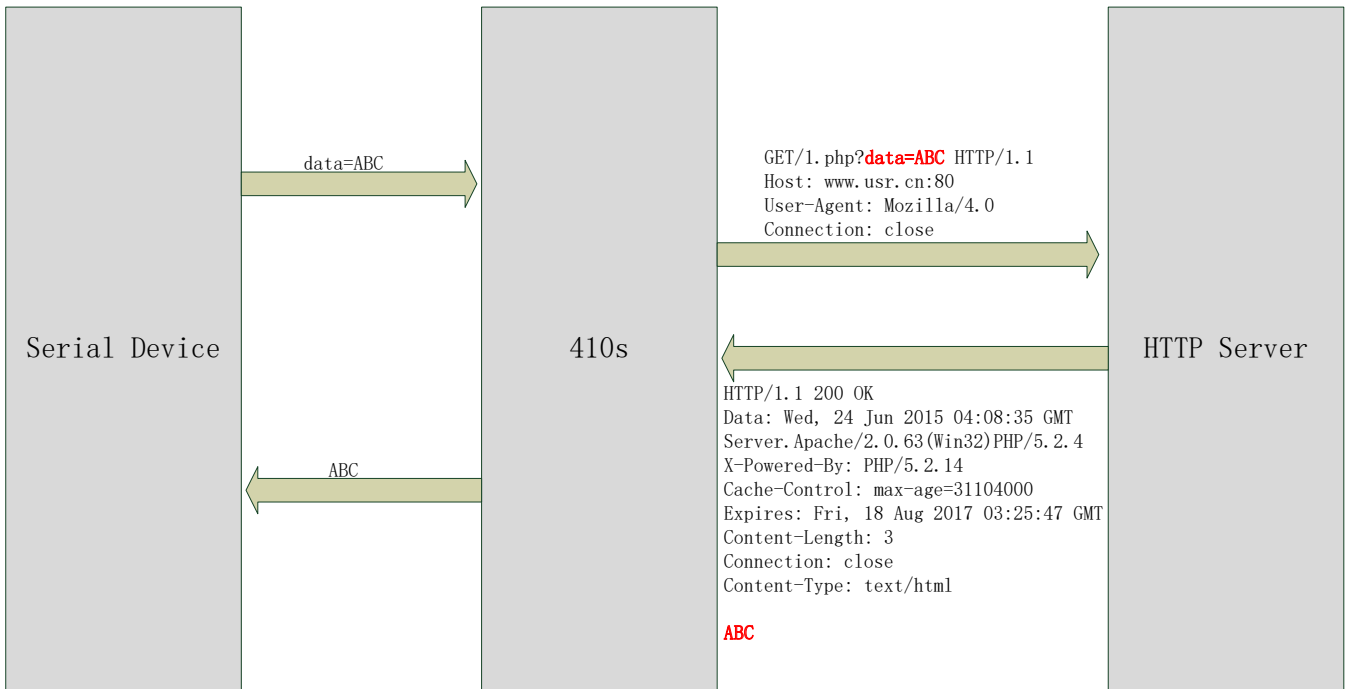 data=ABC
GET/1.php?data=ABC HTTP/1.1
Host: www.usr.cn:80
User-Agent: Mozilla/4.0
Connection: close
Serial Device
410s
HTTP Server
HTTP/1.1 200 OK
Data: Wed, 24 Jun 2015 04:08:35 GMT
Server.Apache/2.0.63(Win32)PHP/5.2.4
X-Powered-By: PHP/5.2.14
Cache-Control: max-age=31104000
Expires: Fri, 18 Aug 2017 03:25:47 GMT
Content-Length: 3
Connection: close
Content-Type: text/html
ABC
ABC